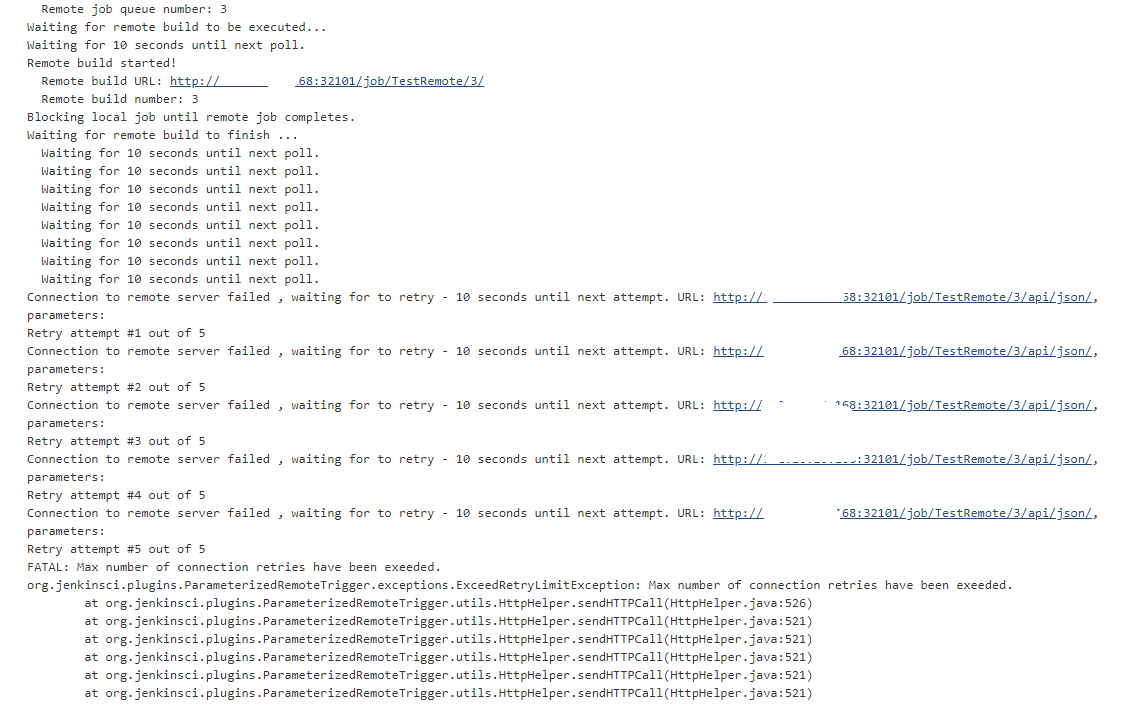 Remote job queue number: 3
Waiting for remote build to be executed...
Waiting for 10 seconds until next poll.
Remote build started!
Remote build URL: http:// .68:32101/job/TestRemote/3/
Remote build number: 3
Blocking local job until remote job completes.
Waiting for remote build to finish ...
Waiting for 10 seconds until next poll.
Waiting for 10 seconds until next poll.
Waiting for 10 seconds until next poll.
Waiting for 10 seconds until next poll.
Waiting for 10 seconds until next poll.
Waiting for 10 seconds until next poll.
Waiting for 10 seconds until next poll.
Waiting for 10 seconds until next poll.
Connection to remote server failed , waiting for to retry - 10 seconds until next attempt. URL: http:// 68:32101/job/TestRemote/3/api/json/,
parameters:
Retry attempt #1 out of 5
Connection to remote server failed , waiting for to retry - 10 seconds until next attempt. URL: http:// 68:32101/job/TestRemote/3/api/json/,
parameters:
Retry attempt #2 out of 5
Connection to remote server failed , waiting for to retry - 10 seconds until next attempt. URL: http:// 168:32101/job/TestRemote/3/api/json/,
parameters:
Retry attempt #3 out of 5
Connection to remote server failed , waiting for to retry - 10 seconds until next attempt. URL: http:// :32101/job/TestRemote/3/api/json/,
parameters:
Retry attempt #4 out of 5
Connection to remote server failed , waiting for to retry - 10 seconds until next attempt. URL: http:// 68:32101/job/TestRemote/3/api/json/,
parameters:
Retry attempt #5 out of 5
FATAL: Max number of connection retries have been exeeded.
org.jenkinsci.plugins.ParameterizedRemoteTrigger.exceptions.ExceedRetryLimitException: Max number of connection retries have been exeeded.
at org.jenkinsci.plugins.ParameterizedRemoteTrigger.utils.HttpHelper.sendHTTPCall(HttpHelper.java:526)
at org.jenkinsci.plugins.ParameterizedRemoteTrigger.utils.HttpHelper.sendHTTPCall(HttpHelper.java:521)
at org.jenkinsci.plugins.ParameterizedRemoteTrigger.utils.HttpHelper.sendHTTPCall(HttpHelper.java:521)
at org.jenkinsci.plugins.ParameterizedRemoteTrigger.utils.HttpHelper.sendHTTPCall(HttpHelper.java:521)
at org.jenkinsci.plugins.ParameterizedRemoteTrigger.utils.HttpHelper.sendHTTPCall(HttpHelper.java:521)
at org.jenkinsci.plugins.ParameterizedRemoteTrigger.utils.HttpHelper.sendHTTPCall(HttpHelper.java:521)